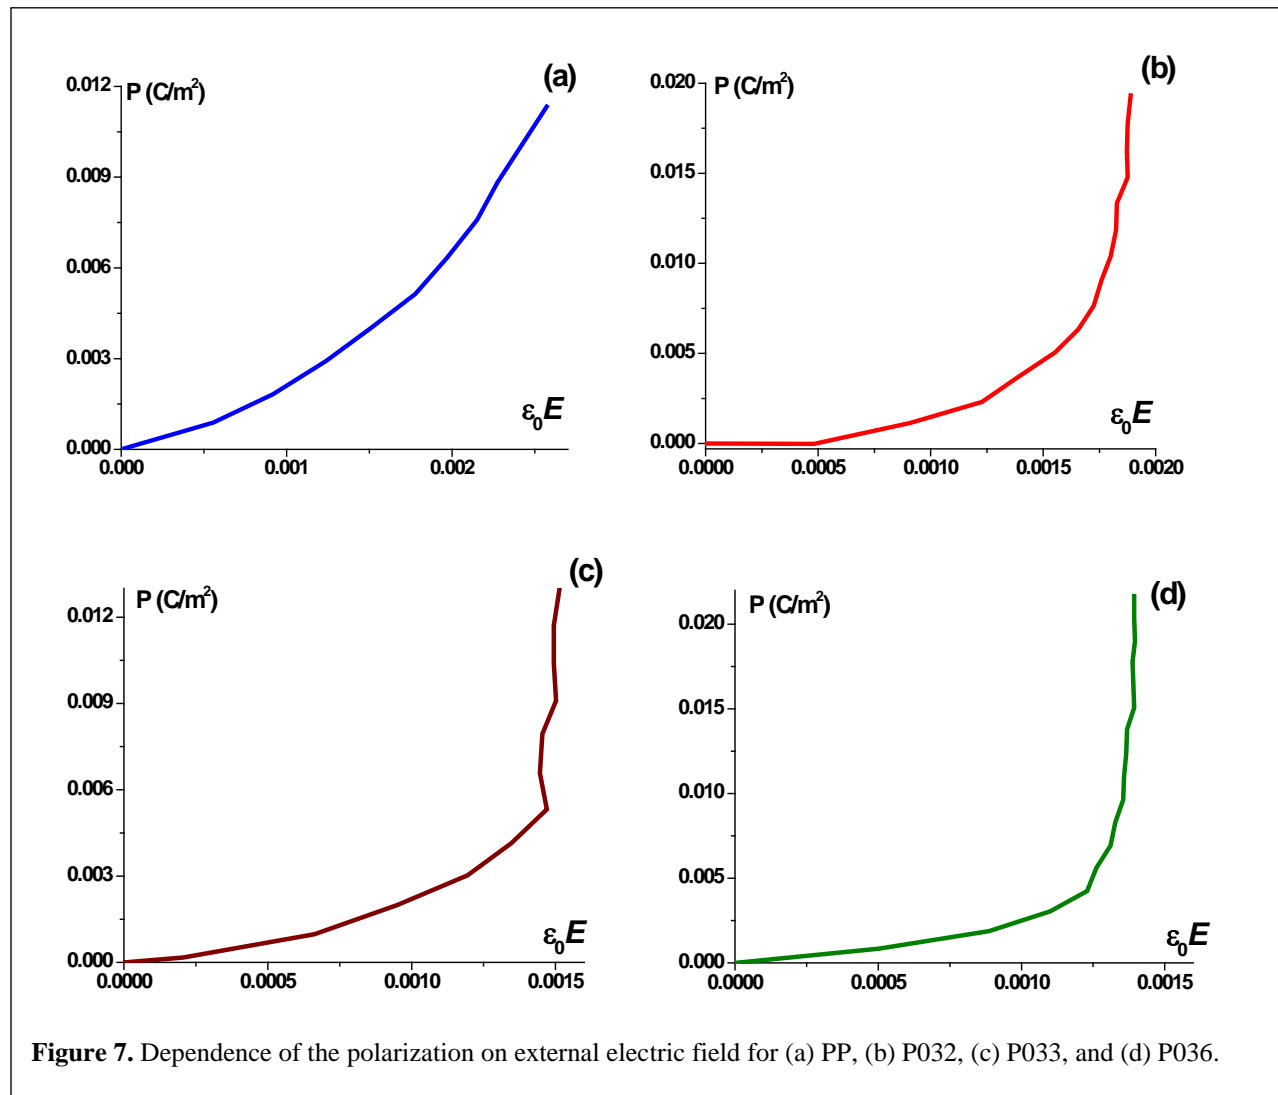 (a)
P (C/m²)
0.012
0.009
0.006
0.003
0.000
0.000 0.001 0.002
ε₀E
(b)
P (C/m²)
0.020
0.015
0.010
0.005
0.000
0.0000 0.0005 0.0010 0.0015 0.0020
ε₀E
(c)
P (C/m²)
0.012
0.009
0.006
0.003
0.000
0.0000 0.0005 0.0010 0.0015
ε₀E
(d)
P (C/m²)
0.020
0.015
0.010
0.005
0.000
0.0000 0.0005 0.0010 0.0015
ε₀E
Figure 7. Dependence of the polarization on external electric field for (a) PP, (b) P032, (c) P033, and (d) P036.